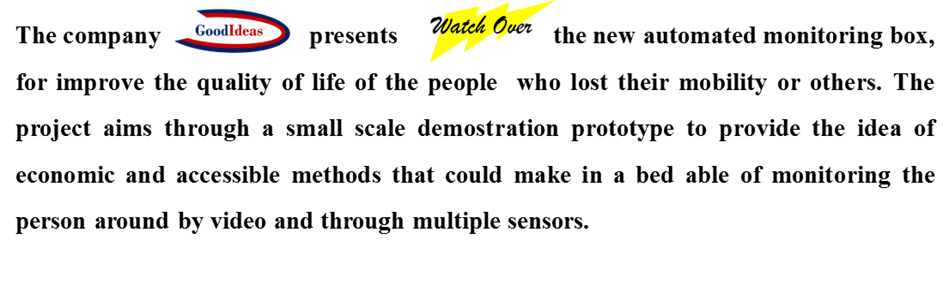 The company GoodIdeas presents Watch Over the new automated monitoring box,
for improve the quality of life of the people who lost their mobility or others. The
project aims through a small scale demostration prototype to provide the idea of
economic and accessible methods that could make in a bed able of monitoring the
person around by video and through multiple sensors.